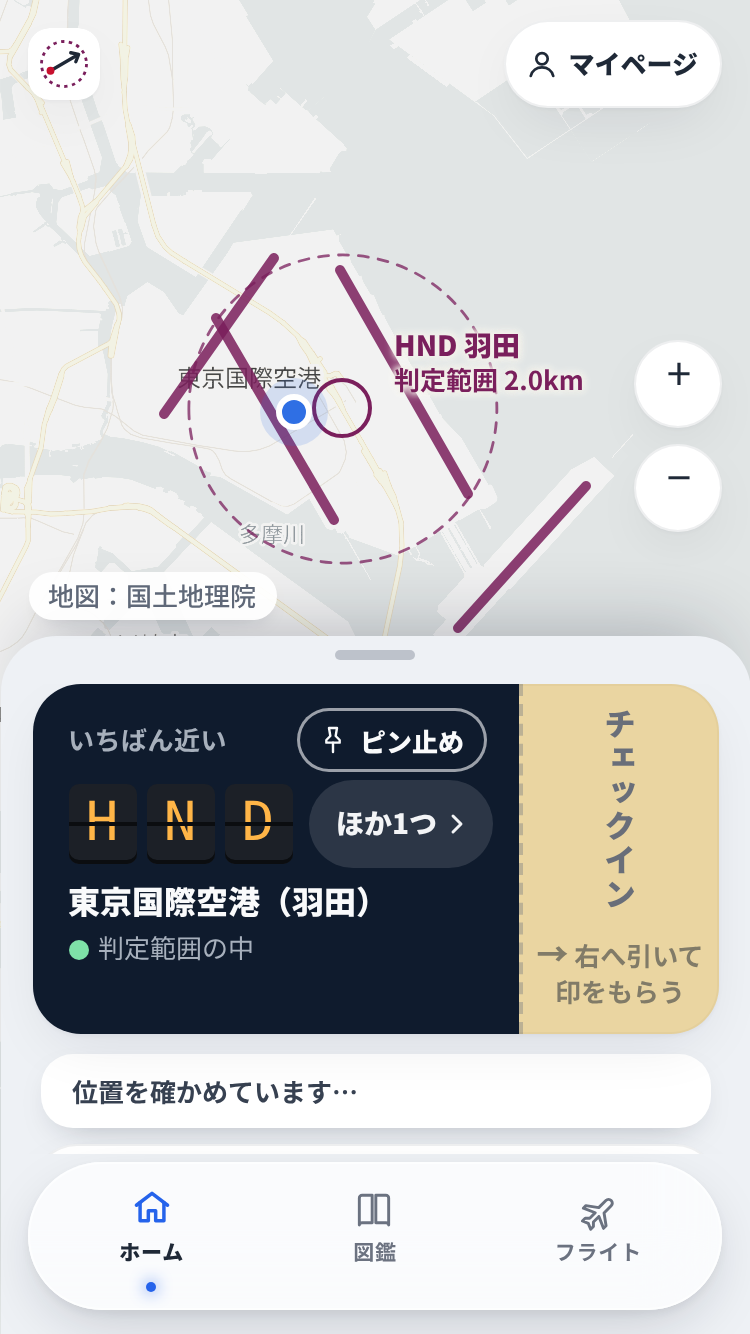 マイページ
HND 羽田
判定範囲 2.0km
東京国際空港
多摩川
+
−
地図：国土地理院
いちばん近い
ピン止め
HND
ほか1つ
東京国際空港（羽田）
判定範囲の中
チェックイン
→ 右へ引いて
印をもらう
位置を確かめています…
ホーム
図鑑
フライト